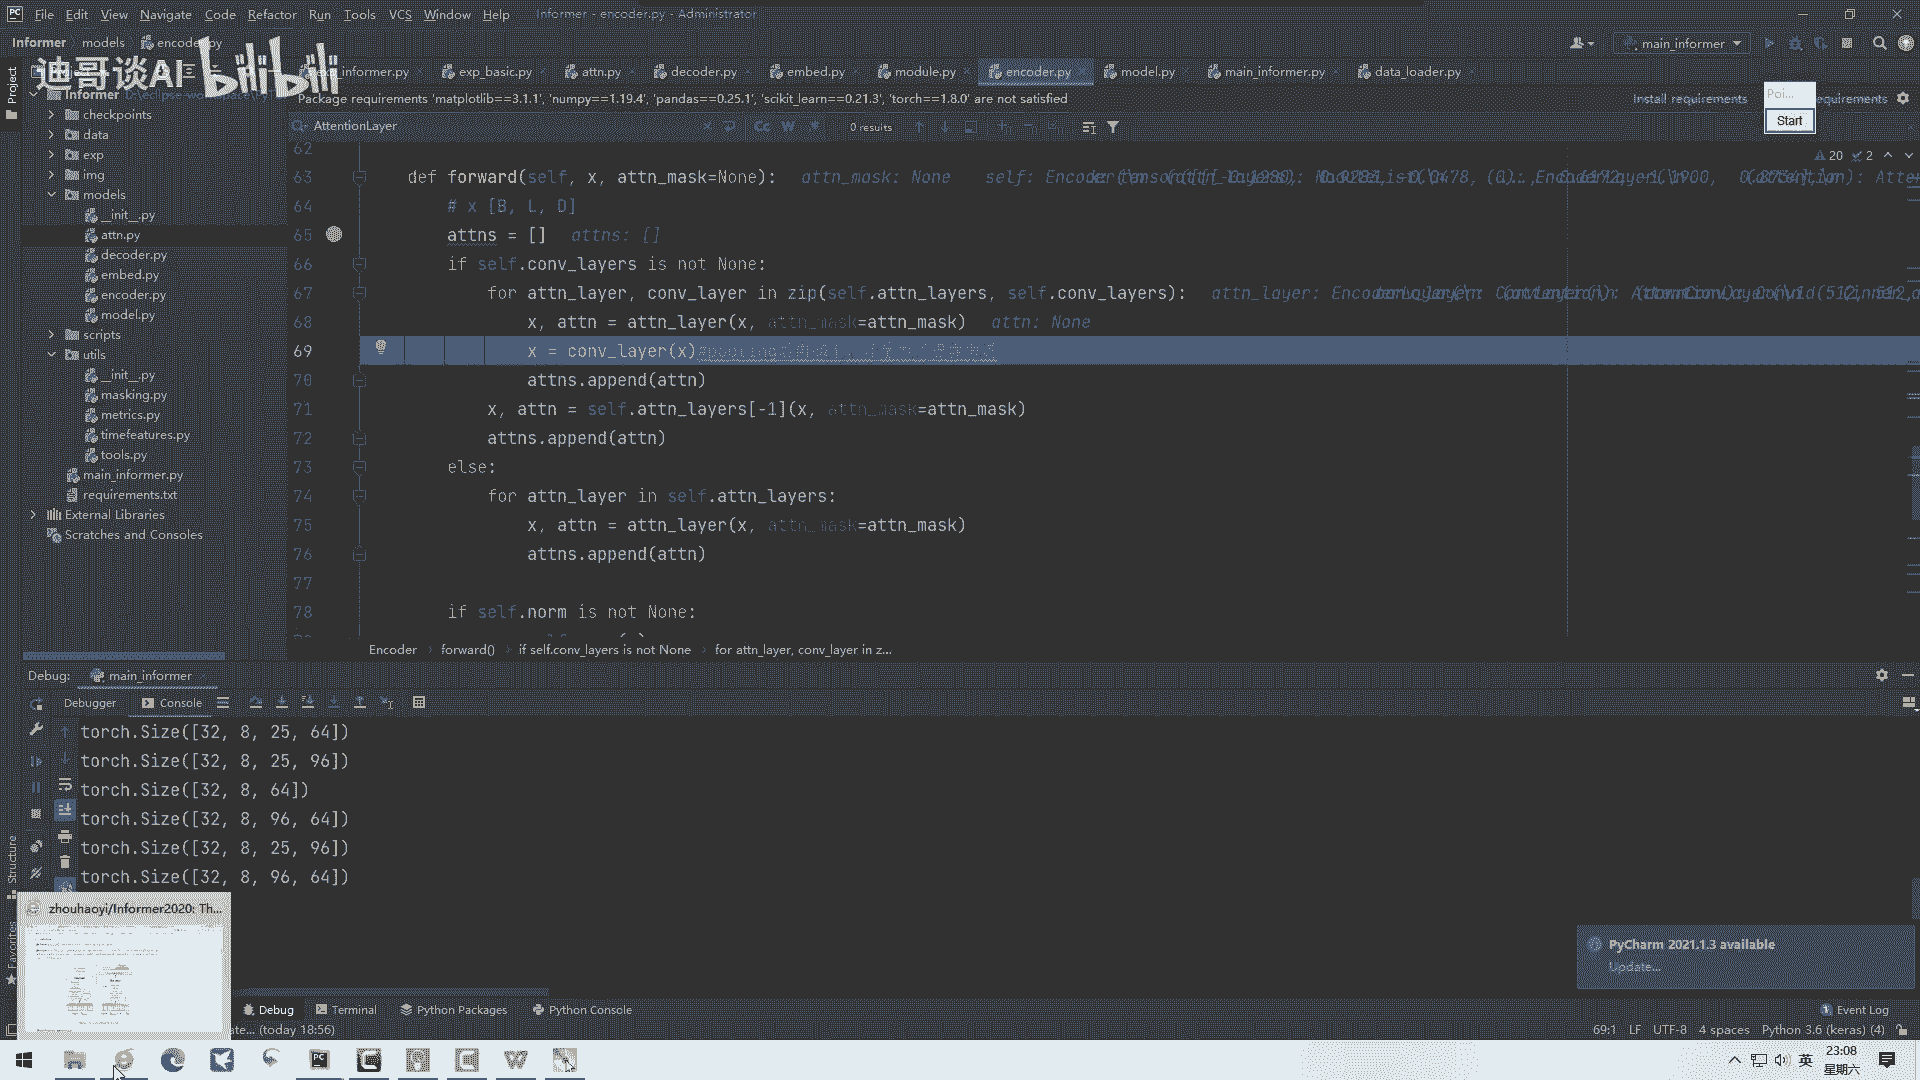 File Edit View Navigate Code Refactor Run Tools VCS Window Help Informer - encoder.py - Administrator
Informer models encoder.py
main_informer
迪哥谈AI bilibili
informer.py exp_basic.py attn.py decoder.py embed.py module.py encoder.py model.py main_informer.py data_loader.py
Project
Informer
Package requirements 'matplotlib==3.1.1', 'numpy==1.19.4', 'pandas==0.25.1', 'scikit_learn==0.21.3', 'torch==1.8.0' are not satisfied
Install requirements
Poi...
Start
checkpoints
data
exp
img
models
__init__.py
attn.py
decoder.py
embed.py
encoder.py
model.py
scripts
utils
__init__.py
masking.py
metrics.py
timefeatures.py
tools.py
main_informer.py
requirements.txt
External Libraries
Scratches and Consoles
AttentionLayer Cc W 0 results
20 2
62
63 def forward(self, x, attn_mask=None): attn_mask: None
64 # x [B, L, D]
65 attns = [] attns: []
66 if self.conv_layers is not None:
67 for attn_layer, conv_layer in zip(self.attn_layers, self.conv_layers):
68 x, attn = attn_layer(x, attn_mask=attn_mask) attn: None
69 x = conv_layer(x)
70 attns.append(attn)
71 x, attn = self.attn_layers[-1](x, attn_mask=attn_mask)
72 attns.append(attn)
73 else:
74 for attn_layer in self.attn_layers:
75 x, attn = attn_layer(x, attn_mask=attn_mask)
76 attns.append(attn)
77
78 if self.norm is not None:
Encoder forward() if self.conv_layers is not None for attn_layer, conv_layer in z...
Debug: main_informer
Debugger Console
torch.Size([32, 8, 25, 64])
torch.Size([32, 8, 25, 96])
torch.Size([32, 8, 64])
torch.Size([32, 8, 96, 64])
torch.Size([32, 8, 25, 96])
torch.Size([32, 8, 96, 64])
Structure
Favorites
zhouhaoyi/Informer2020: Th...
PyCharm 2021.1.3 available
Update...
Debug Terminal Python Packages Python Console Event Log
(today 18:56) 69:1 LF UTF-8 4 spaces Python 3.6 (keras) (4)
英
23:08
星期六